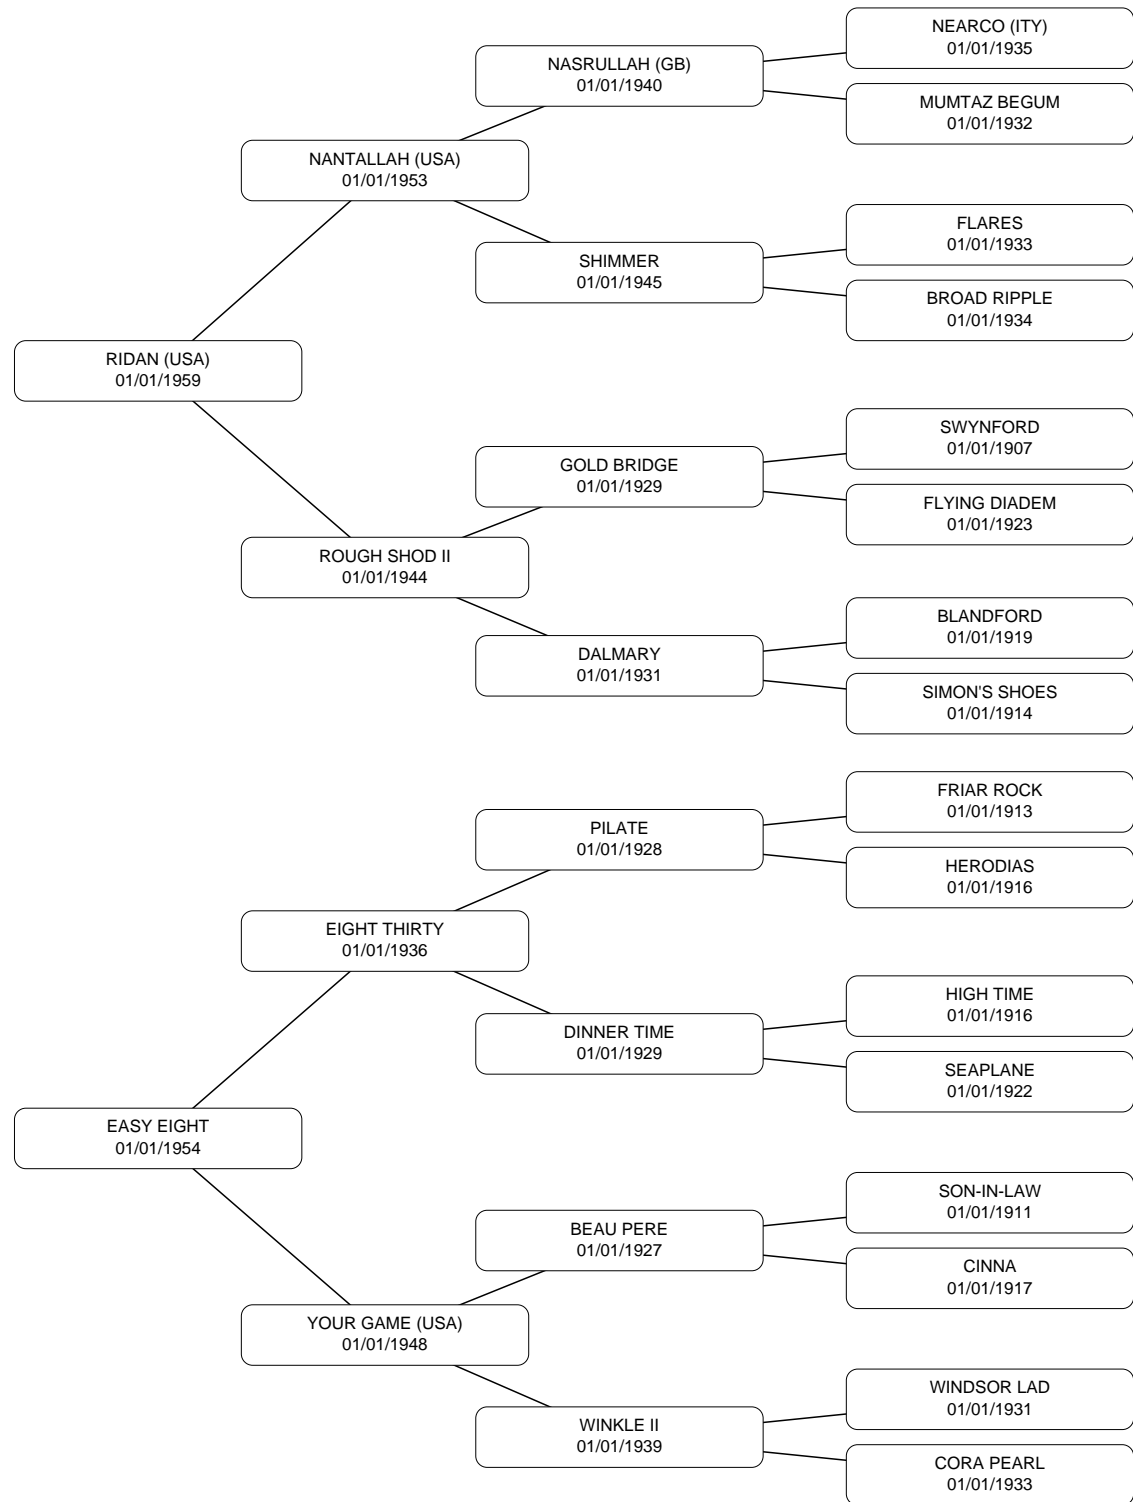 NEARCO (ITY)
01/01/1935
NASRULLAH (GB)
01/01/1940
MUMTAZ BEGUM
01/01/1932
NANTALLAH (USA)
01/01/1953
FLARES
01/01/1933
SHIMMER
01/01/1945
BROAD RIPPLE
01/01/1934
RIDAN (USA)
01/01/1959
SWYNFORD
01/01/1907
GOLD BRIDGE
01/01/1929
FLYING DIADEM
01/01/1923
ROUGH SHOD II
01/01/1944
BLANDFORD
01/01/1919
DALMARY
01/01/1931
SIMON'S SHOES
01/01/1914
FRIAR ROCK
01/01/1913
PILATE
01/01/1928
HERODIAS
01/01/1916
EIGHT THIRTY
01/01/1936
HIGH TIME
01/01/1916
DINNER TIME
01/01/1929
SEAPLANE
01/01/1922
EASY EIGHT
01/01/1954
SON-IN-LAW
01/01/1911
BEAU PERE
01/01/1927
CINNA
01/01/1917
YOUR GAME (USA)
01/01/1948
WINDSOR LAD
01/01/1931
WINKLE II
01/01/1939
CORA PEARL
01/01/1933